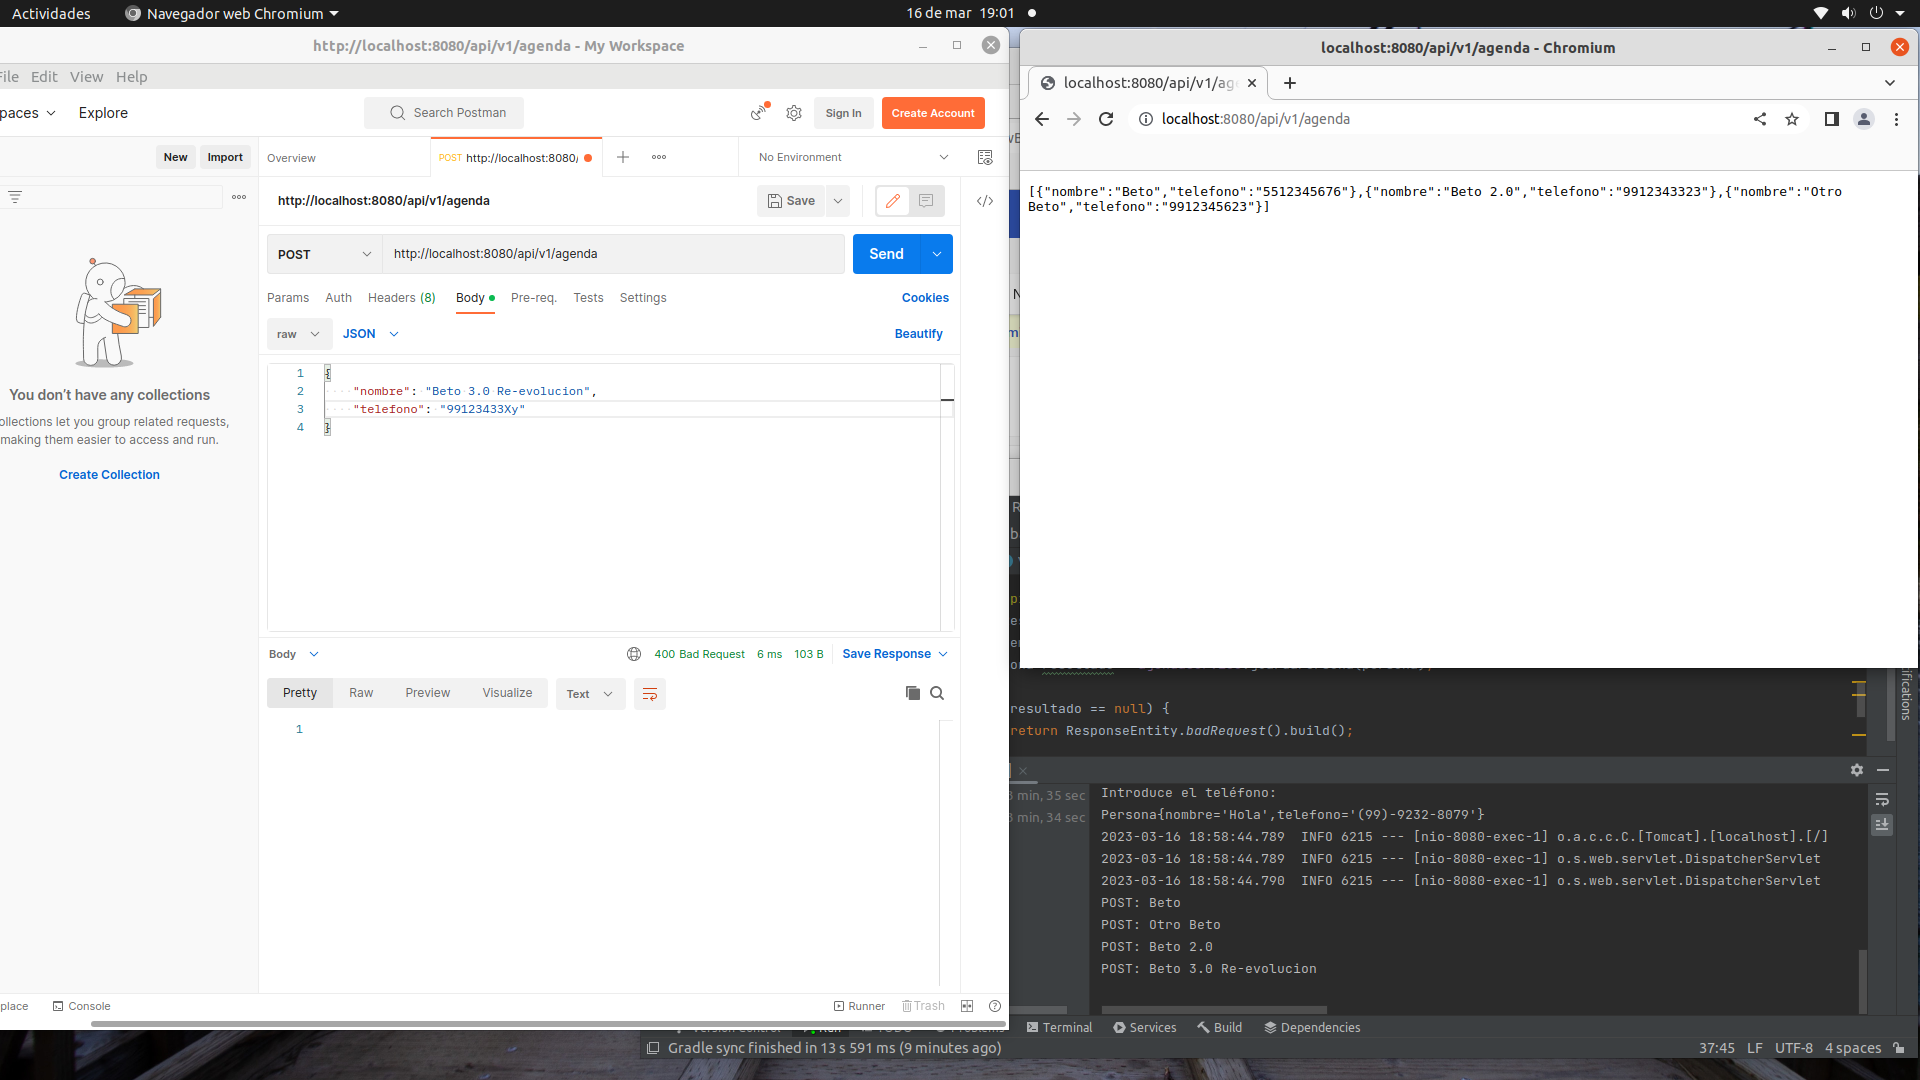 Actividades
Navegador web Chromium
16 de mar 19:01
http://localhost:8080/api/v1/agenda - My Workspace
File Edit View Help
paces
Explore
Search Postman
Sign In
Create Account
New
Import
Overview
POST http://localhost:8080/
No Environment
http://localhost:8080/api/v1/agenda
Save
POST
http://localhost:8080/api/v1/agenda
Send
Params
Auth
Headers (8)
Body
Pre-req.
Tests
Settings
Cookies
raw
JSON
Beautify
1 {
2 "nombre": "Beto 3.0 Re-evolucion",
3 "telefono": "99123433Xy"
4 }
You don't have any collections
ollections let you group related requests,
making them easier to access and run.
Create Collection
Body
400 Bad Request
6 ms
103 B
Save Response
Pretty
Raw
Preview
Visualize
Text
1
place
Console
Runner
Trash
localhost:8080/api/v1/agenda - Chromium
localhost:8080/api/v1/ag
localhost:8080/api/v1/agenda
[{"nombre":"Beto","telefono":"5512345676"},{"nombre":"Beto 2.0","telefono":"9912343323"},{"nombre":"Otro
Beto","telefono":"9912345623"}]
resultado == null) {
return ResponseEntity.badRequest().build();
ifications
3 min, 35 sec
3 min, 34 sec
Introduce el teléfono:
Persona{nombre='Hola',telefono='(99)-9232-8079'}
2023-03-16 18:58:44.789 INFO 6215 --- [nio-8080-exec-1] o.a.c.c.C.[Tomcat].[localhost].[/]
2023-03-16 18:58:44.789 INFO 6215 --- [nio-8080-exec-1] o.s.web.servlet.DispatcherServlet
2023-03-16 18:58:44.790 INFO 6215 --- [nio-8080-exec-1] o.s.web.servlet.DispatcherServlet
POST: Beto
POST: Otro Beto
POST: Beto 2.0
POST: Beto 3.0 Re-evolucion
Terminal
Services
Build
Dependencies
Gradle sync finished in 13 s 591 ms (9 minutes ago)
37:45 LF UTF-8 4 spaces